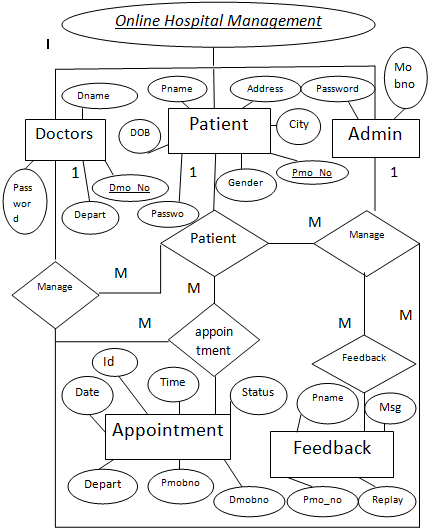 Online Hospital Management
Mo
bno
Dname
Pname
Address
Password
Doctors
DOB
Patient
City
Admin
1
1
1
Pass
wor
d
Dmo_No
Gender
Pmo_No
Depart
Passwo
M
Patient
Manage
Manage
M
M
M
M
M
appoin
tment
Id
Feedback
Date
Time
Status
Pname
Msg
Appointment
Feedback
Depart
Pmobno
Dmobno
Pmo_no
Replay